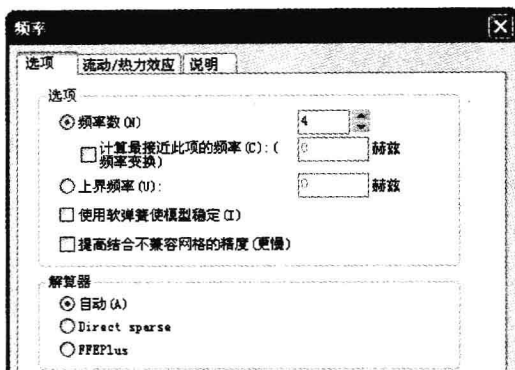 频率
选项 流动/热力效应 说明
选项
频率数(N) 4
计算最接近此项的频率(C):( 0 赫兹
频率变换)
上界频率(U): 0 赫兹
使用软弹簧使模型稳定(I)
提高结合不兼容网格的精度(更慢)
解算器
自动(A)
Direct sparse
FFEPlus